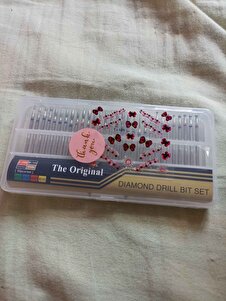 thank
you!
The Original
DIAMOND DRILL BIT SET